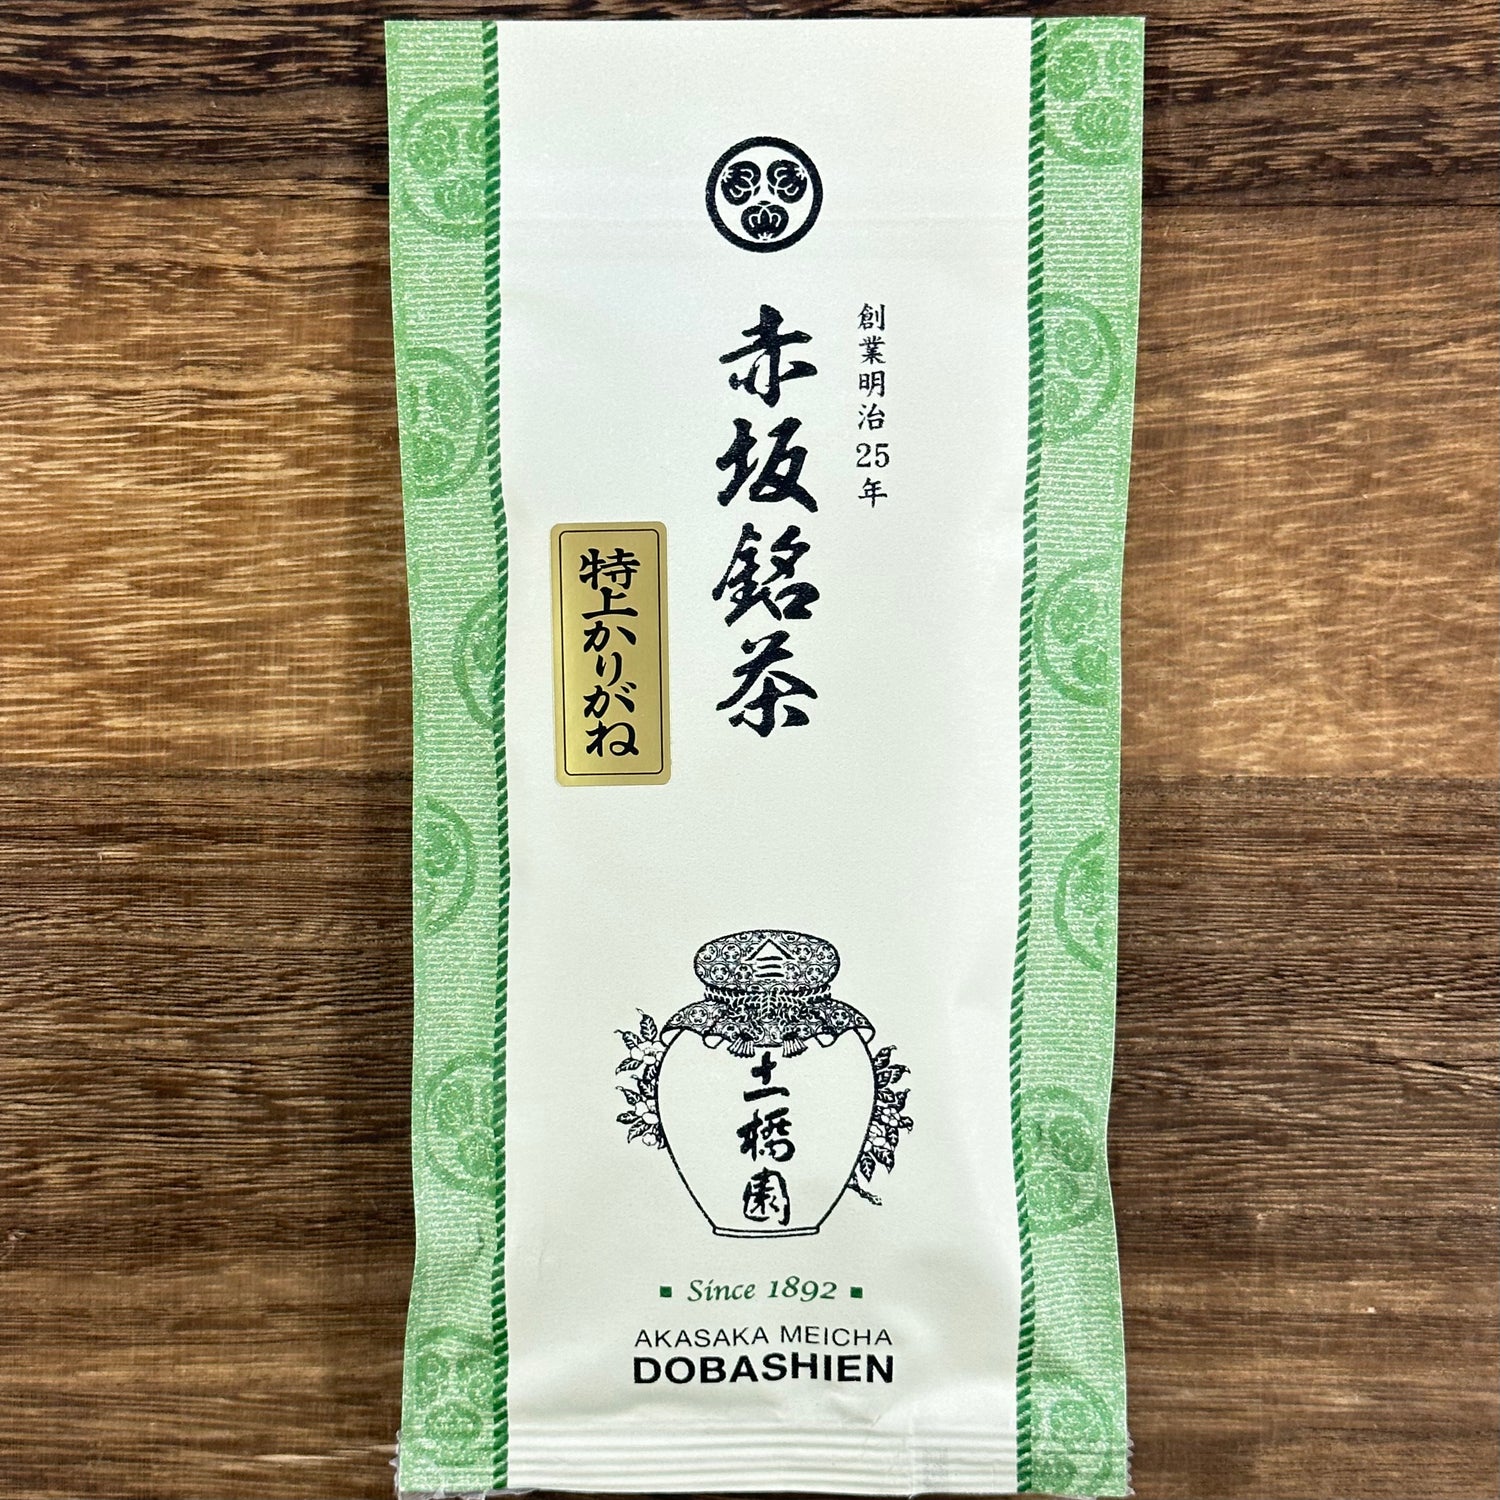 創業明治25年
赤坂銘茶
特上かりがね
土橋園
Since 1892
AKASAKA MEICHA
DOBASHIEN